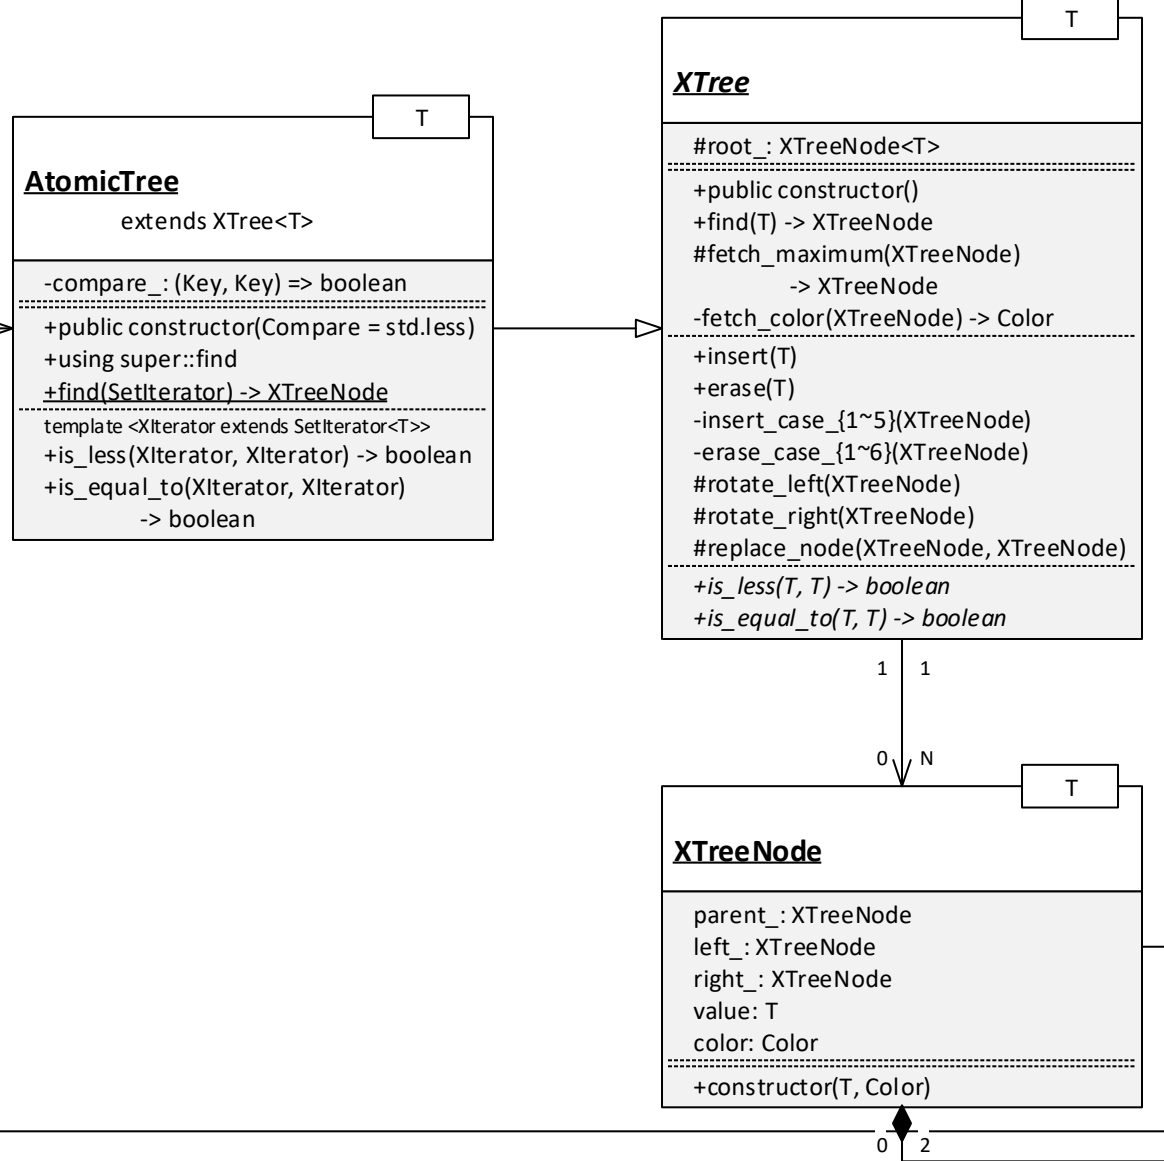 T
AtomicTree
extends XTree<T>
-compare_: (Key, Key) => boolean
+public constructor(Compare = std.less)
+using super::find
+find(SetIterator) -> XTreeNode
template <XIterator extends SetIterator<T>>
+is_less(XIterator, XIterator) -> boolean
+is_equal_to(XIterator, XIterator)
-> boolean
T
XTree
#root_: XTreeNode<T>
+public constructor()
+find(T) -> XTreeNode
#fetch_maximum(XTreeNode)
-> XTreeNode
-fetch_color(XTreeNode) -> Color
+insert(T)
+erase(T)
-insert_case_{1~5}(XTreeNode)
-erase_case_{1~6}(XTreeNode)
#rotate_left(XTreeNode)
#rotate_right(XTreeNode)
#replace_node(XTreeNode, XTreeNode)
+is_less(T, T) -> boolean
+is_equal_to(T, T) -> boolean
1 1
0 N
T
XTreeNode
parent_: XTreeNode
left_: XTreeNode
right_: XTreeNode
value: T
color: Color
+constructor(T, Color)
0 2